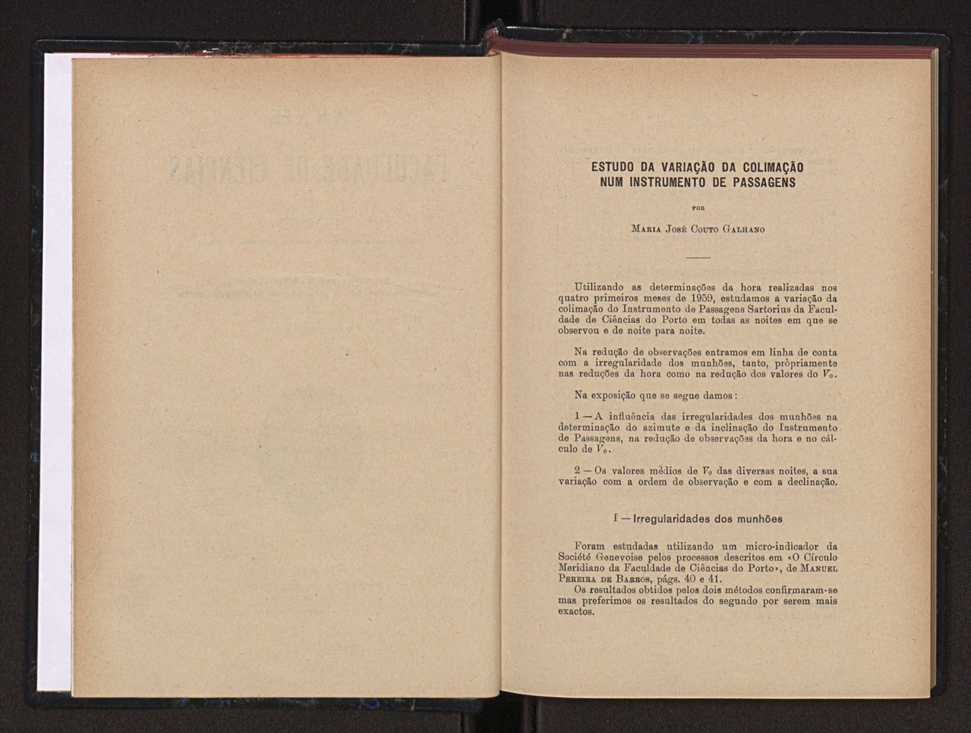 ESTUDO DA VARIAÇÃO DA COLIMAÇÃO
NUM INSTRUMENTO DE PASSAGENS
POR
MARIA JOSÉ COUTO GALHANO
Utilizando as determinações da hora realizadas nos
quatro primeiros meses de 1959, estudamos a variação da
colimação do Instrumento de Passagens Sartorius da Facul-
dade de Ciências do Porto em todas as noites em que se
observou e de noite para noite.
Na redução de observações entramos em linha de conta
com a irregularidade dos munhões, tanto, pròpriamente
nas reduções da hora como na redução dos valores do V₀.
Na exposição que se segue damos:
1 — A influência das irregularidades dos munhões na
determinação do azimute e da inclinação do Instrumento
de Passagens, na redução de observações da hora e no cál-
culo de V₀.
2 — Os valores médios de V₀ das diversas noites, a sua
variação com a ordem de observação e com a declinação.
I — Irregularidades dos munhões
Foram estudadas utilizando um micro-indicador da
Société Genevoise pelos processos descritos em «O Círculo
Meridiano da Faculdade de Ciências do Porto», de MANUEL
PEREIRA DE BARROS, págs. 40 e 41.
Os resultados obtidos pelos dois métodos confirmaram-se
mas preferimos os resultados do segundo por serem mais
exactos.